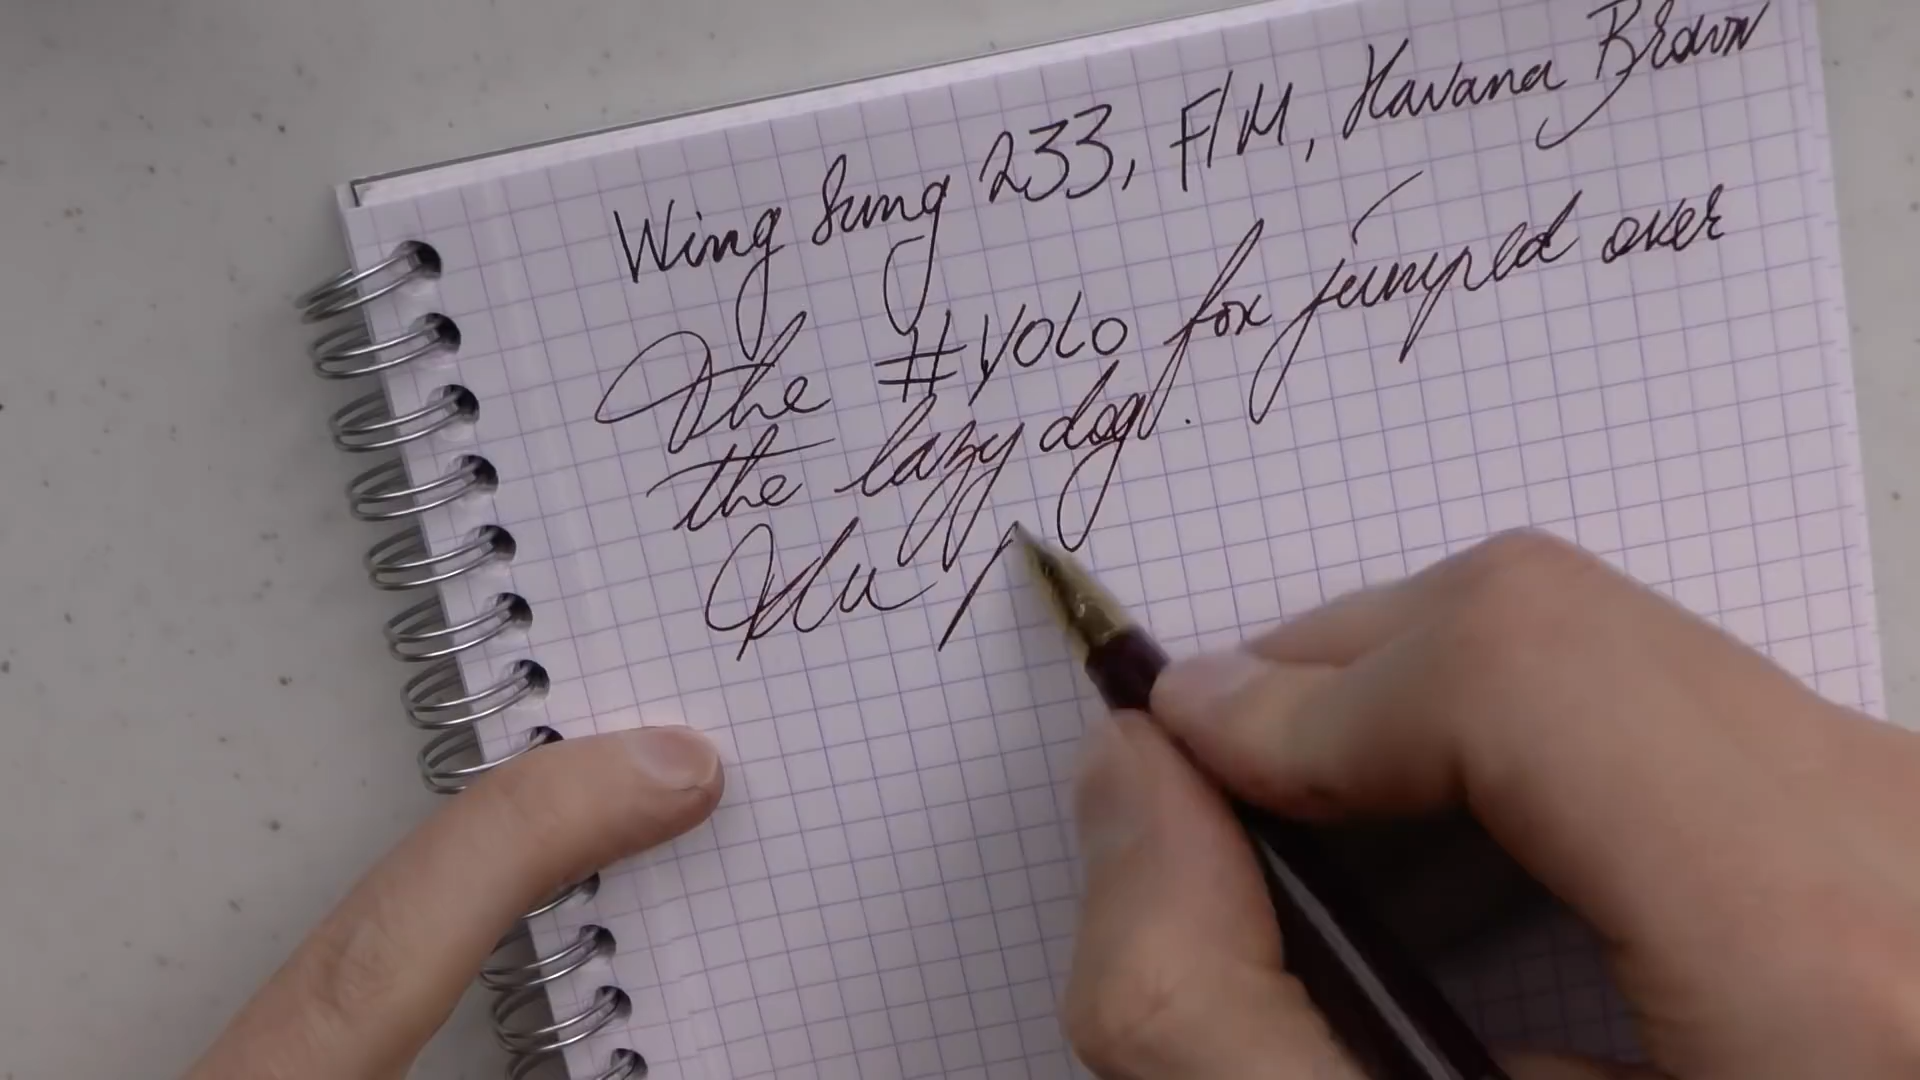 Wing Sung 233, F/M, Havana Brown
The #YOLO fox jumped over
the lazy dog.